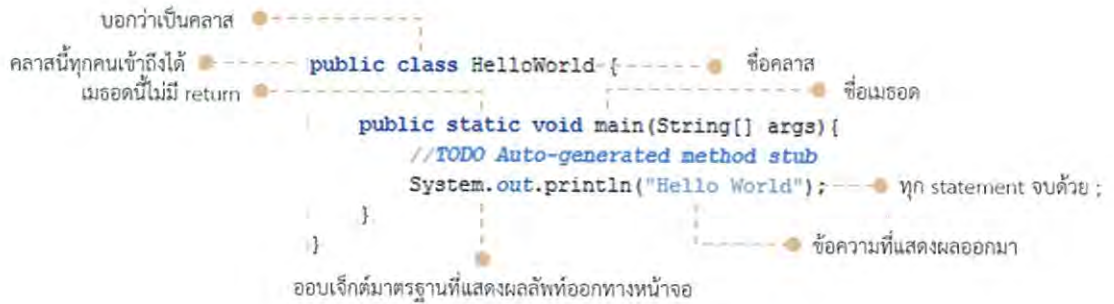 บอกว่าเป็นคลาส
คลาสนี้ทุกคนเข้าถึงได้ public class HelloWorld { ชื่อคลาส
เมธอดนี้ไม่มี return ชื่อเมธอด
public static void main(String[] args){
//TODO Auto-generated method stub
System.out.println("Hello World"); ทุก statement จบด้วย ;
}
} ข้อความที่แสดงผลออกมา
ออบเจ็กต์มาตรฐานที่แสดงผลลัพท์ออกทางหน้าจอ